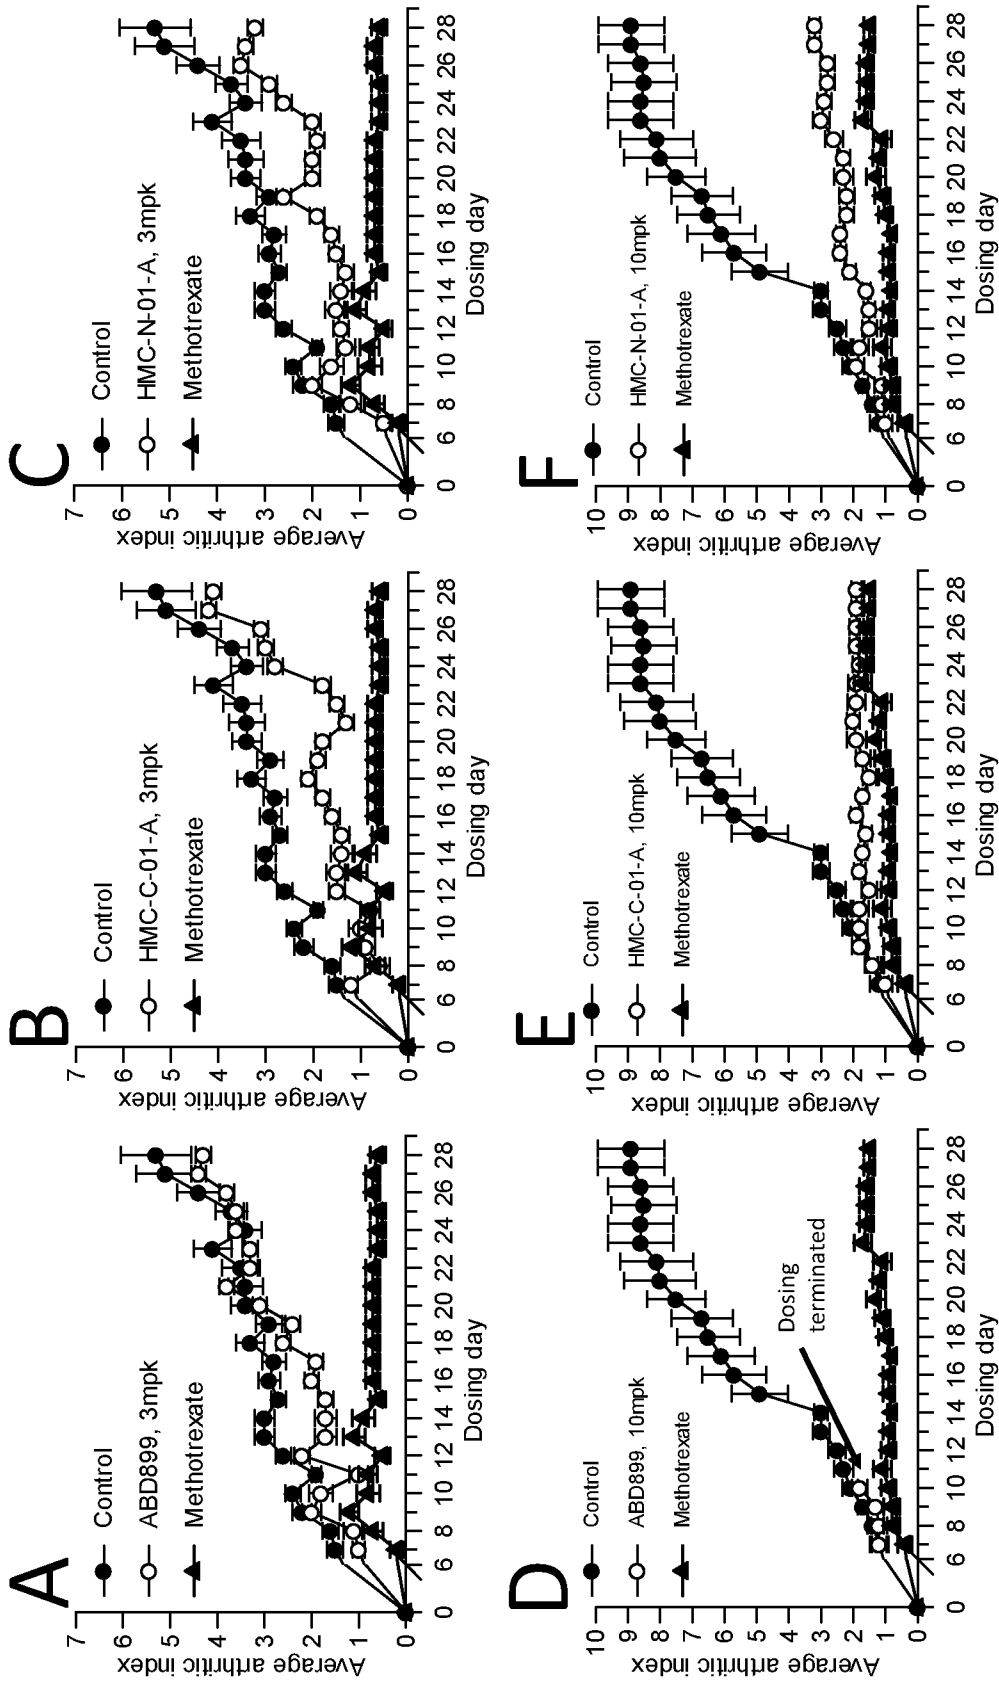 A
Control
ABD899, 3mpk
Methotrexate
Average arthritic index
7
6
5
4
3
2
1
0
0 6 8 10 12 14 16 18 20 22 24 26 28
Dosing day
B
Control
HMC-C-01-A, 3mpk
Methotrexate
Average arthritic index
7
6
5
4
3
2
1
0
0 6 8 10 12 14 16 18 20 22 24 26 28
Dosing day
C
Control
HMC-N-01-A, 3mpk
Methotrexate
Average arthritic index
7
6
5
4
3
2
1
0
0 6 8 10 12 14 16 18 20 22 24 26 28
Dosing day
D
Control
ABD899, 10mpk
Methotrexate
Dosing
terminated
Average arthritic index
10
9
8
7
6
5
4
3
2
1
0
0 6 8 10 12 14 16 18 20 22 24 26 28
Dosing day
E
Control
HMC-C-01-A, 10mpk
Methotrexate
Average arthritic index
10
9
8
7
6
5
4
3
2
1
0
0 6 8 10 12 14 16 18 20 22 24 26 28
Dosing day
F
Control
HMC-N-01-A, 10mpk
Methotrexate
Average arthritic index
10
9
8
7
6
5
4
3
2
1
0
0 6 8 10 12 14 16 18 20 22 24 26 28
Dosing day